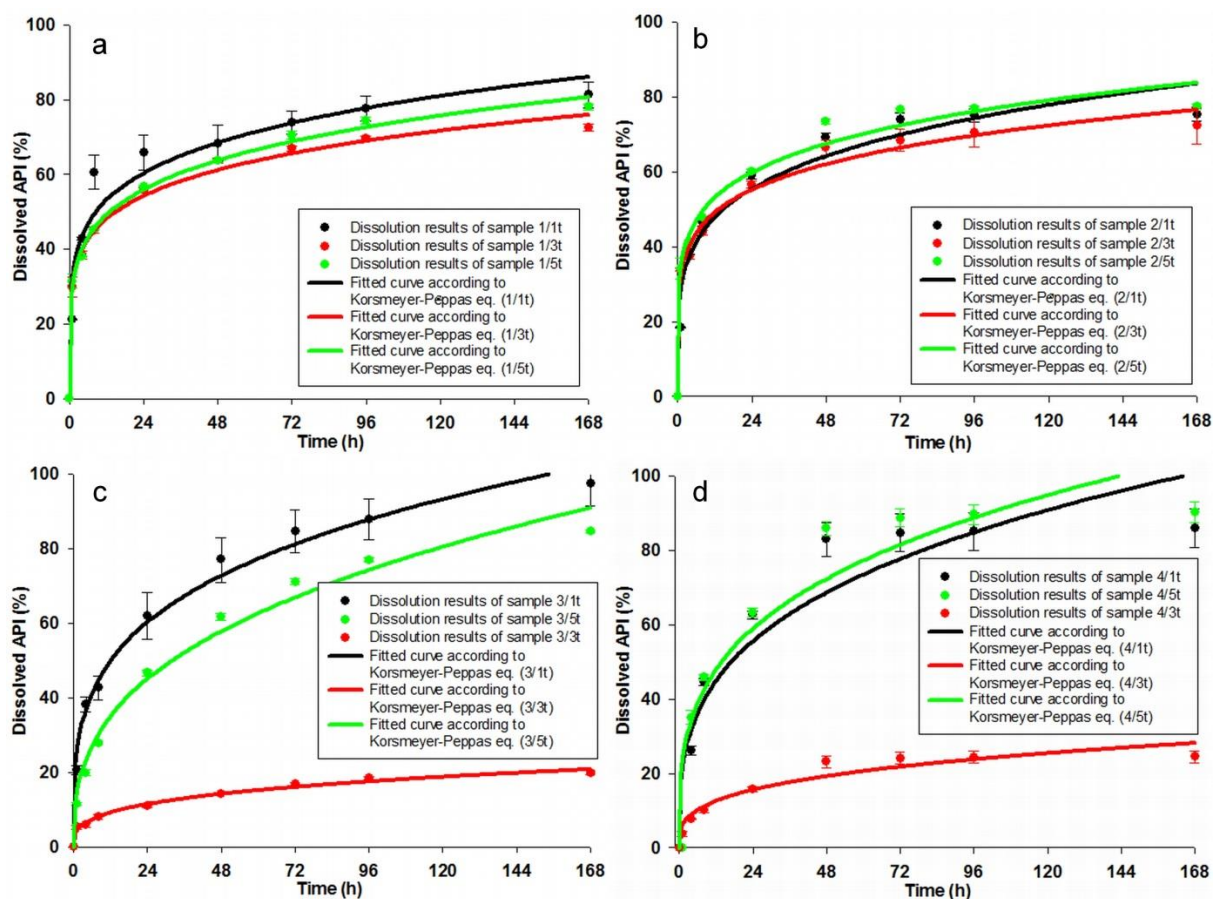 a
100
80
60
40
20
0
Dissolved API (%)
Dissolution results of sample 1/1t
Dissolution results of sample 1/3t
Dissolution results of sample 1/5t
Fitted curve according to
Korsmeyer-Peppas eq. (1/1t)
Fitted curve according to
Korsmeyer-Peppas eq. (1/3t)
Fitted curve according to
Korsmeyer-Peppas eq. (1/5t)
0 24 48 72 96 120 144 168
Time (h)
b
100
80
60
40
20
0
Dissolved API (%)
Dissolution results of sample 2/1t
Dissolution results of sample 2/3t
Dissolution results of sample 2/5t
Fitted curve according to
Korsmeyer-Peppas eq. (2/1t)
Fitted curve according to
Korsmeyer-Peppas eq. (2/3t)
Fitted curve according to
Korsmeyer-Peppas eq. (2/5t)
0 24 48 72 96 120 144 168
Time (h)
c
100
80
60
40
20
0
Dissolved API (%)
Dissolution results of sample 3/1t
Dissolution results of sample 3/5t
Dissolution results of sample 3/3t
Fitted curve according to
Korsmeyer-Peppas eq. (3/1t)
Fitted curve according to
Korsmeyer-Peppas eq. (3/3t)
Fitted curve according to
Korsmeyer-Peppas eq. (3/5t)
0 24 48 72 96 120 144 168
Time (h)
d
100
80
60
40
20
0
Dissolved API (%)
Dissolution results of sample 4/1t
Dissolution results of sample 4/5t
Dissolution results of sample 4/3t
Fitted curve according to
Korsmeyer-Peppas eq. (4/1t)
Fitted curve according to
Korsmeyer-Peppas eq. (4/3t)
Fitted curve according to
Korsmeyer-Peppas eq. (4/5t)
0 24 48 72 96 120 144 168
Time (h)